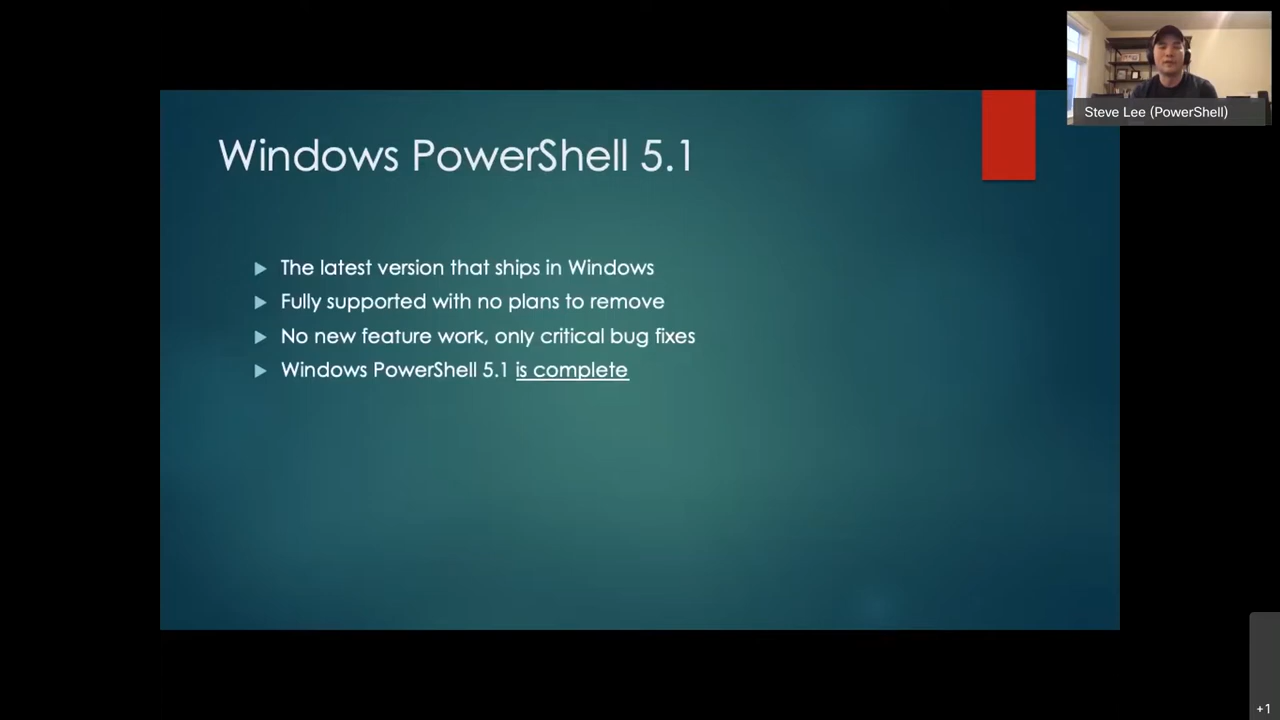 Steve Lee (PowerShell)
Windows PowerShell 5.1
The latest version that ships in Windows
Fully supported with no plans to remove
No new feature work, only critical bug fixes
Windows PowerShell 5.1 is complete
+1